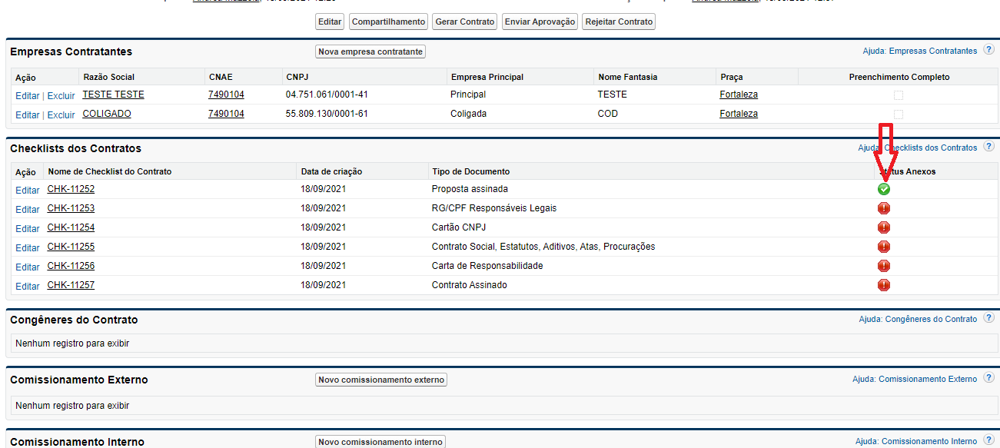 Editar Compartilhamento Gerar Contrato Enviar Aprovação Rejeitar Contrato
Empresas Contratantes Nova empresa contratante Ajuda: Empresas Contratantes ?
Ação Razão Social CNAE CNPJ Empresa Principal Nome Fantasia Praça Preenchimento Completo
Editar | Excluir TESTE TESTE 7490104 04.751.061/0001-41 Principal TESTE Fortaleza
Editar | Excluir COLIGADO 7490104 55.809.130/0001-61 Coligada COD Fortaleza
Checklists dos Contratos Ajuda: Checklists dos Contratos ?
Ação Nome de Checklist do Contrato Data de criação Tipo de Documento Status Anexos
Editar CHK-11252 18/09/2021 Proposta assinada
Editar CHK-11253 18/09/2021 RG/CPF Responsáveis Legais
Editar CHK-11254 18/09/2021 Cartão CNPJ
Editar CHK-11255 18/09/2021 Contrato Social, Estatutos, Aditivos, Atas, Procurações
Editar CHK-11256 18/09/2021 Carta de Responsabilidade
Editar CHK-11257 18/09/2021 Contrato Assinado
Congêneres do Contrato Ajuda: Congêneres do Contrato ?
Nenhum registro para exibir
Comissionamento Externo Novo comissionamento externo Ajuda: Comissionamento Externo ?
Nenhum registro para exibir
Comissionamento Interno Novo comissionamento interno Ajuda: Comissionamento Interno ?